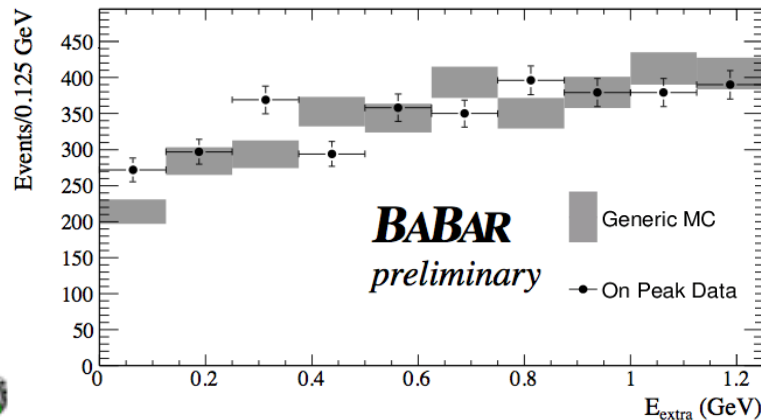 Events/0.125 GeV
450
400
350
300
250
200
150
100
50
0
BABAR
preliminary
Generic MC
On Peak Data
0 0.2 0.4 0.6 0.8 1 1.2
E_extra (GeV)